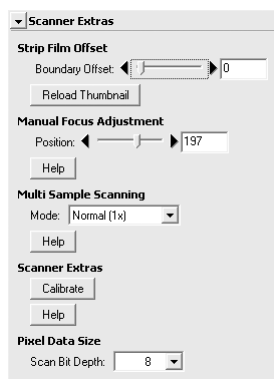 Scanner Extras
Strip Film Offset
Boundary Offset: 0
Reload Thumbnail
Manual Focus Adjustment
Position: 197
Help
Multi Sample Scanning
Mode: Normal (1x)
Help
Scanner Extras
Calibrate
Help
Pixel Data Size
Scan Bit Depth: 8